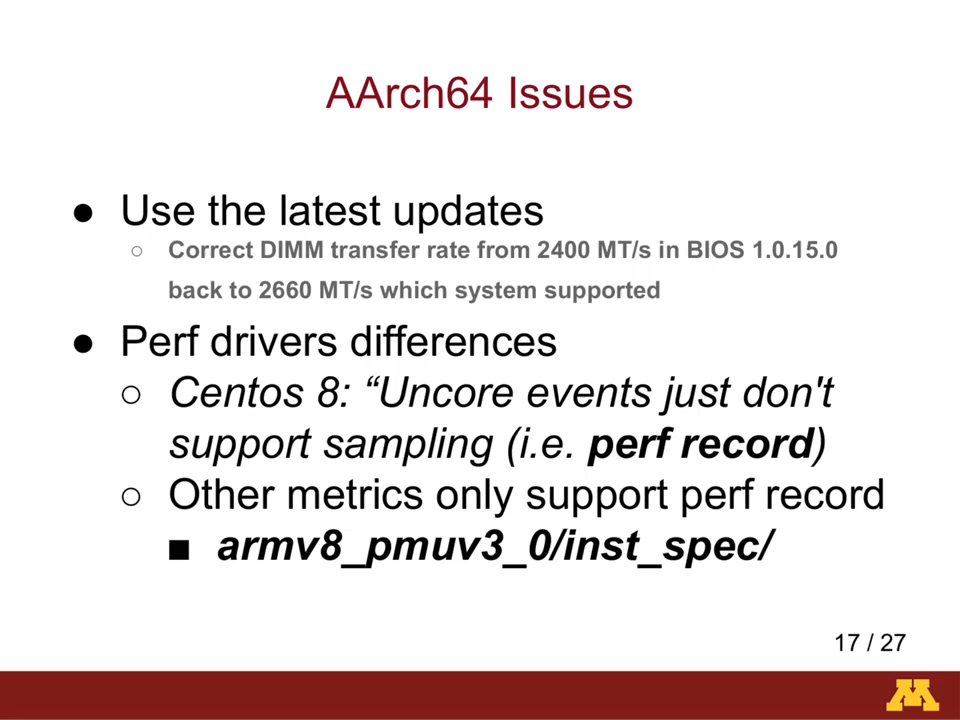 AArch64 Issues
● Use the latest updates
○ Correct DIMM transfer rate from 2400 MT/s in BIOS 1.0.15.0
back to 2660 MT/s which system supported
● Perf drivers differences
○ Centos 8: “Uncore events just don't
support sampling (i.e. perf record)
○ Other metrics only support perf record
■ armv8_pmuv3_0/inst_spec/
17 / 27
M